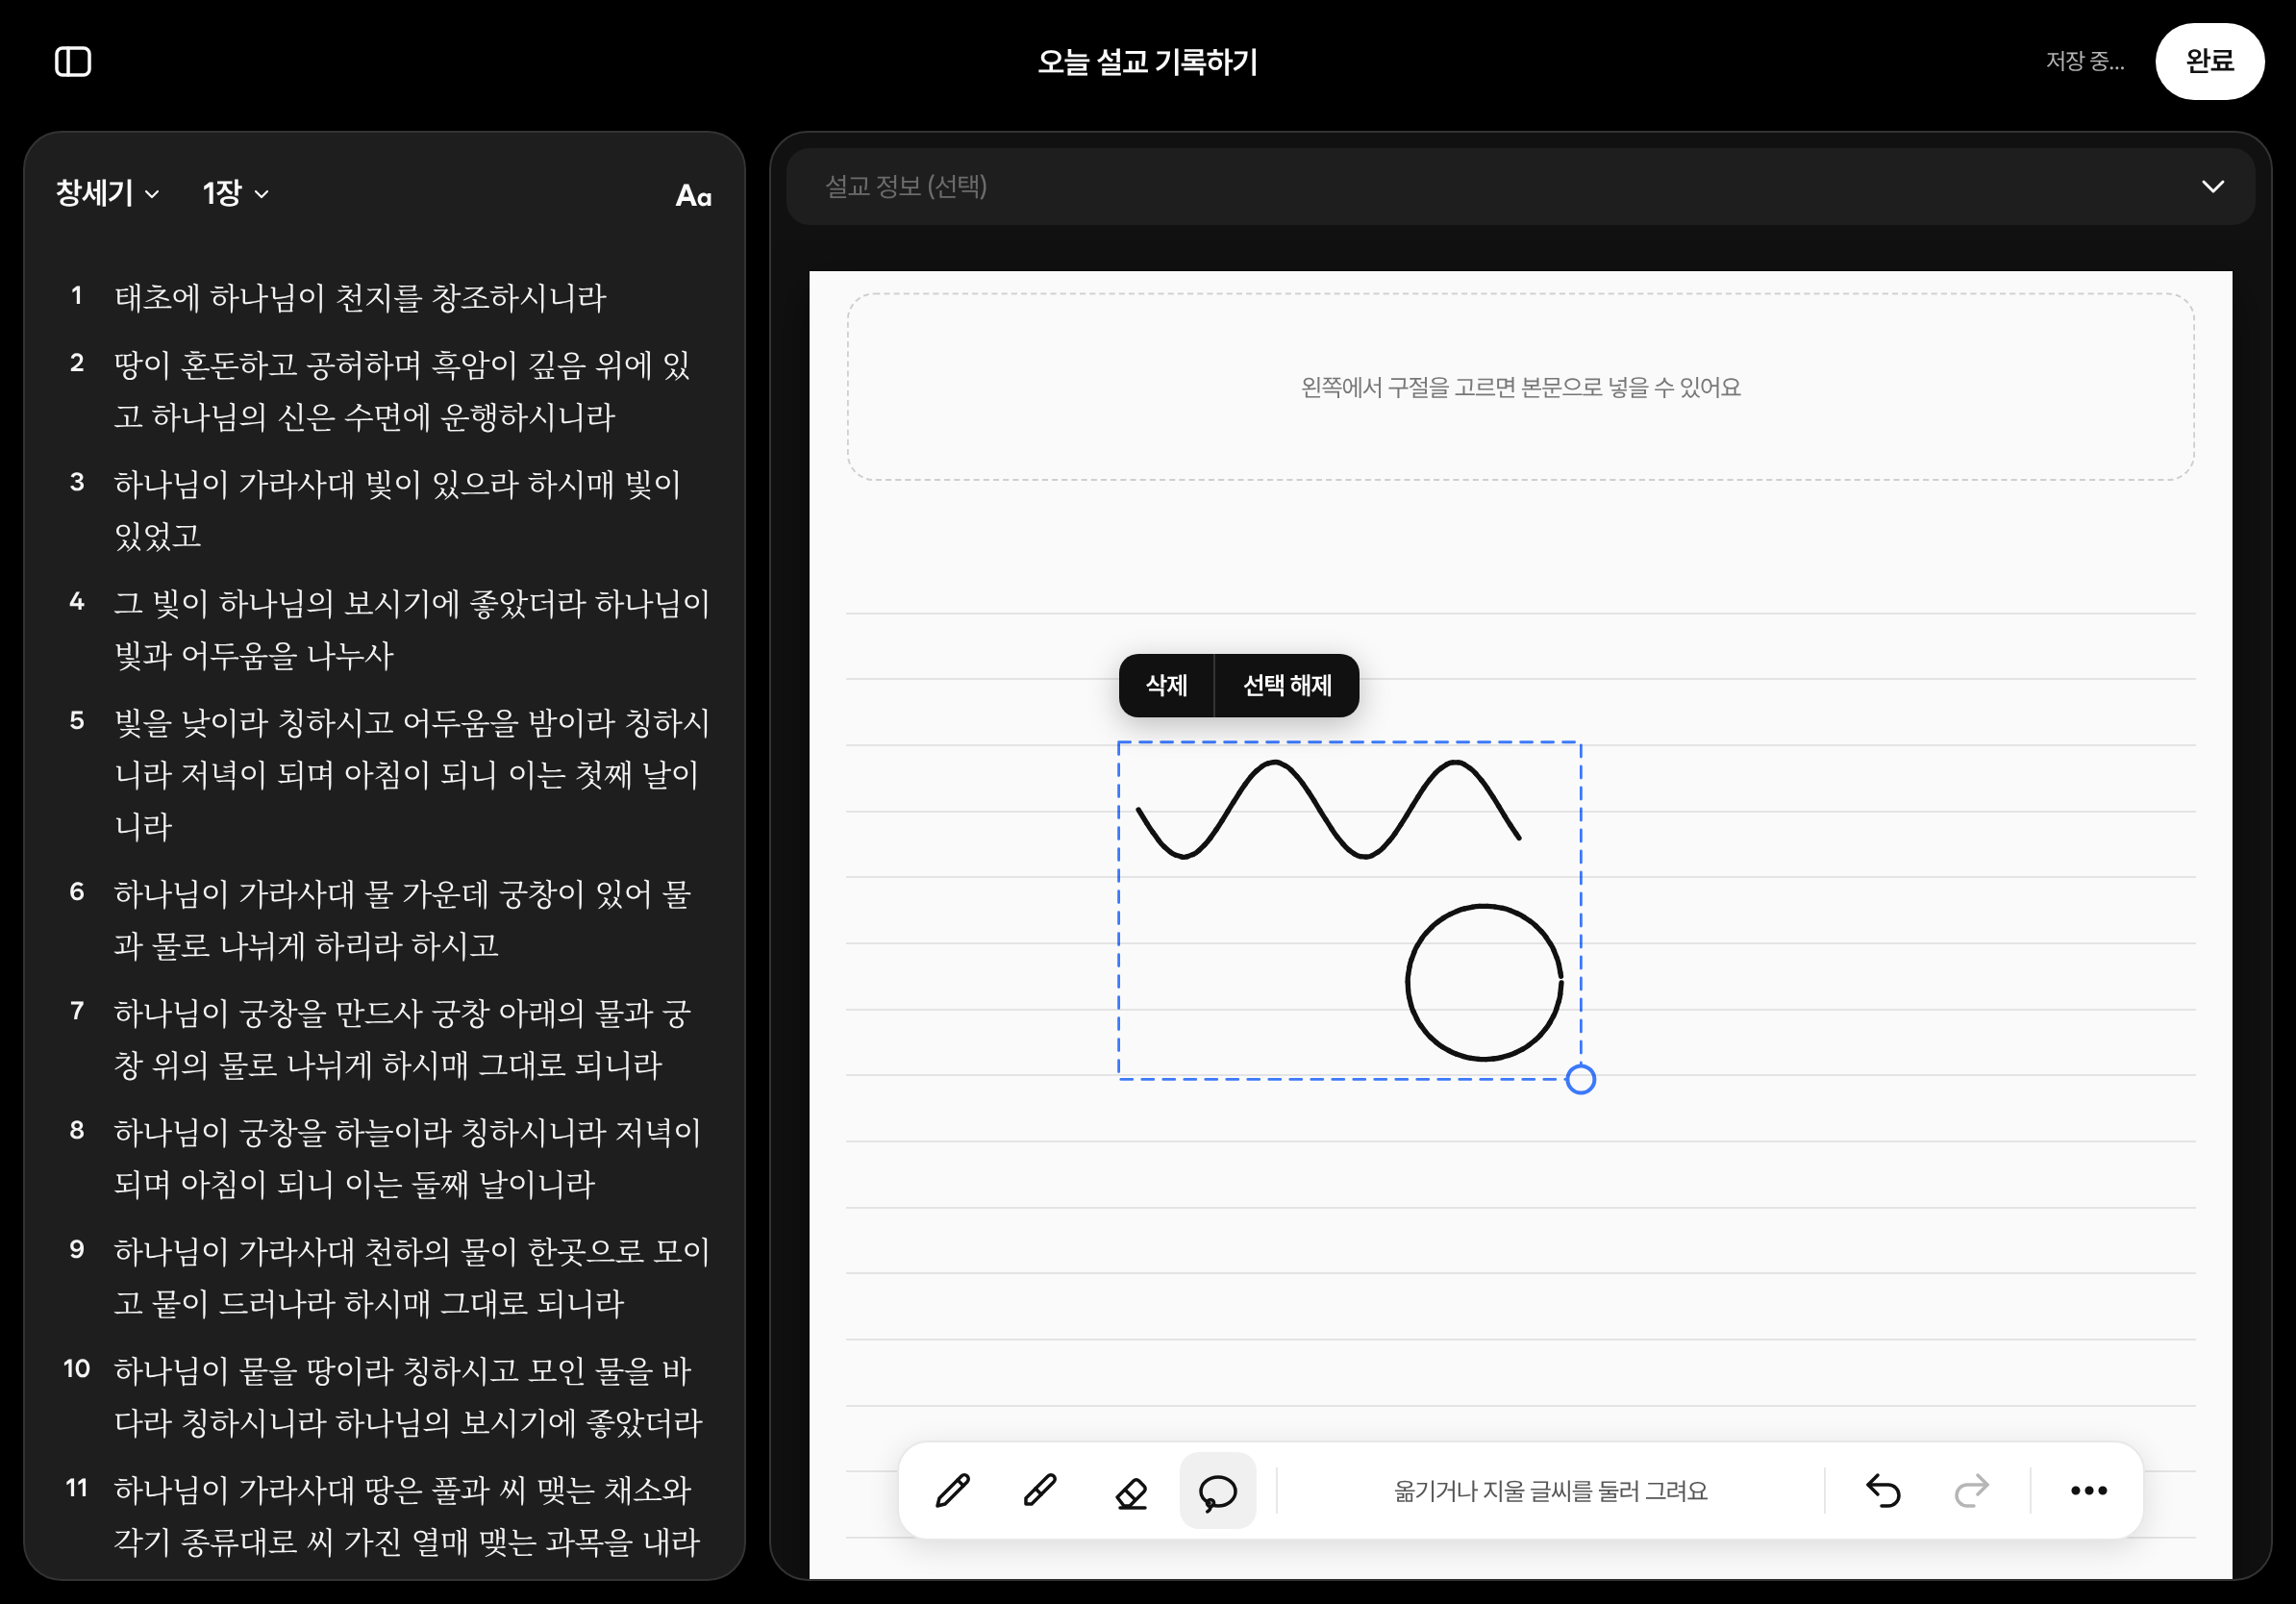 오늘 설교 기록하기
저장 중...
완료
창세기
1장
Aa
1 태초에 하나님이 천지를 창조하시니라
2 땅이 혼돈하고 공허하며 흑암이 깊음 위에 있
고 하나님의 신은 수면에 운행하시니라
3 하나님이 가라사대 빛이 있으라 하시매 빛이
있었고
4 그 빛이 하나님의 보시기에 좋았더라 하나님이
빛과 어두움을 나누사
5 빛을 낮이라 칭하시고 어두움을 밤이라 칭하시
니라 저녁이 되며 아침이 되니 이는 첫째 날이
니라
6 하나님이 가라사대 물 가운데 궁창이 있어 물
과 물로 나뉘게 하리라 하시고
7 하나님이 궁창을 만드사 궁창 아래의 물과 궁
창 위의 물로 나뉘게 하시매 그대로 되니라
8 하나님이 궁창을 하늘이라 칭하시니라 저녁이
되며 아침이 되니 이는 둘째 날이니라
9 하나님이 가라사대 천하의 물이 한곳으로 모이
고 뭍이 드러나라 하시매 그대로 되니라
10 하나님이 뭍을 땅이라 칭하시고 모인 물을 바
다라 칭하시니라 하나님의 보시기에 좋았더라
11 하나님이 가라사대 땅은 풀과 씨 맺는 채소와
각기 종류대로 씨 가진 열매 맺는 과목을 내라
설교 정보 (선택)
왼쪽에서 구절을 고르면 본문으로 넣을 수 있어요
삭제
선택 해제
옮기거나 지울 글씨를 둘러 그려요